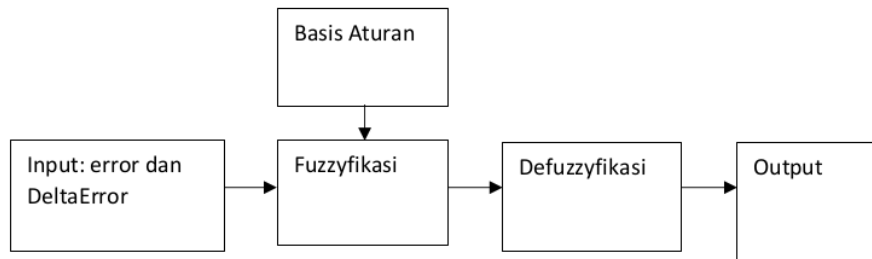 Basis Aturan
Input: error dan
DeltaError
Fuzzyfikasi
Defuzzyfikasi
Output